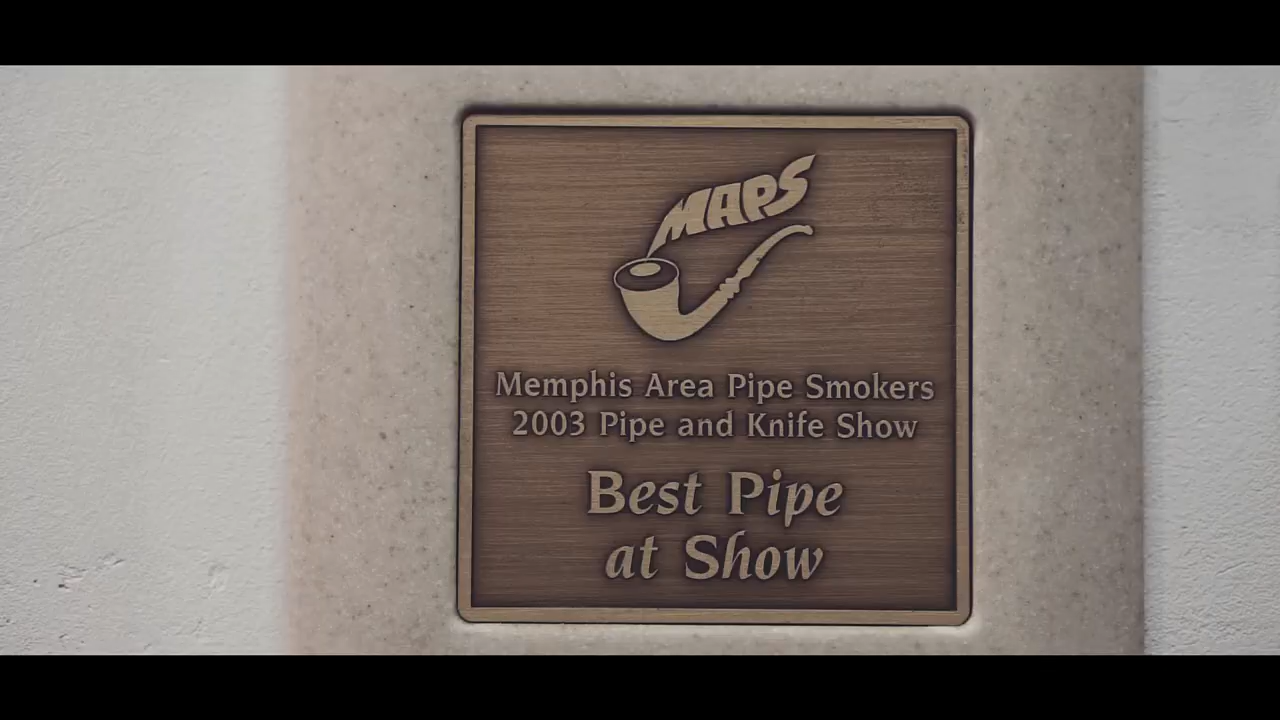 MAPS
Memphis Area Pipe Smokers
2003 Pipe and Knife Show
Best Pipe
at Show